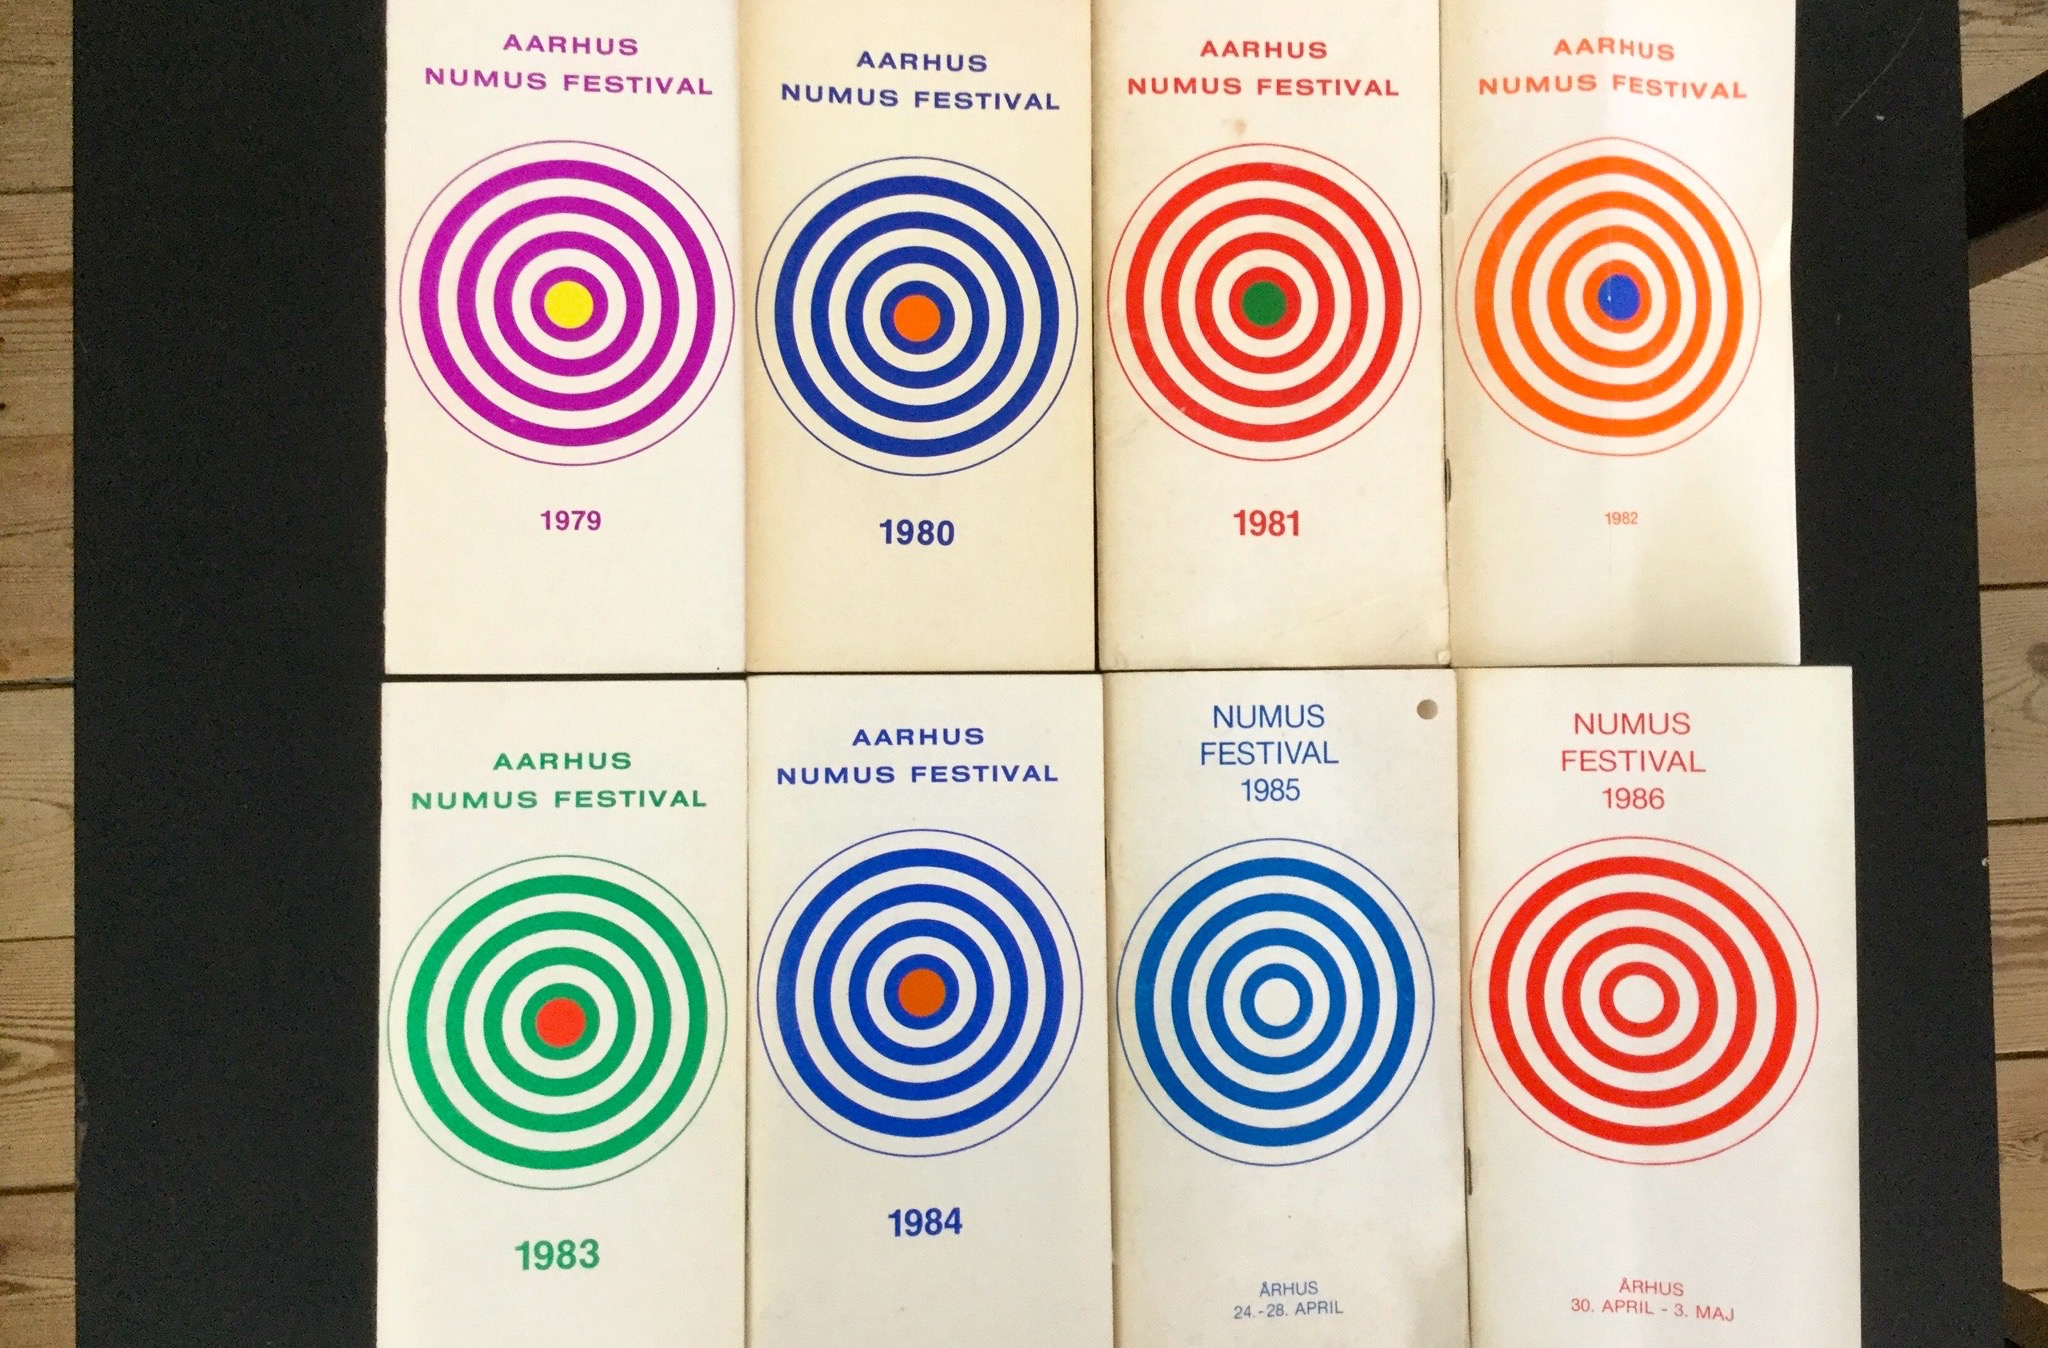 AARHUS
NUMUS FESTIVAL
1979
AARHUS
NUMUS FESTIVAL
1980
AARHUS
NUMUS FESTIVAL
1981
AARHUS
NUMUS FESTIVAL
1982
AARHUS
NUMUS FESTIVAL
1983
AARHUS
NUMUS FESTIVAL
1984
NUMUS
FESTIVAL
1985
ÅRHUS
24.-28. APRIL
NUMUS
FESTIVAL
1986
ÅRHUS
30. APRIL - 3. MAJ